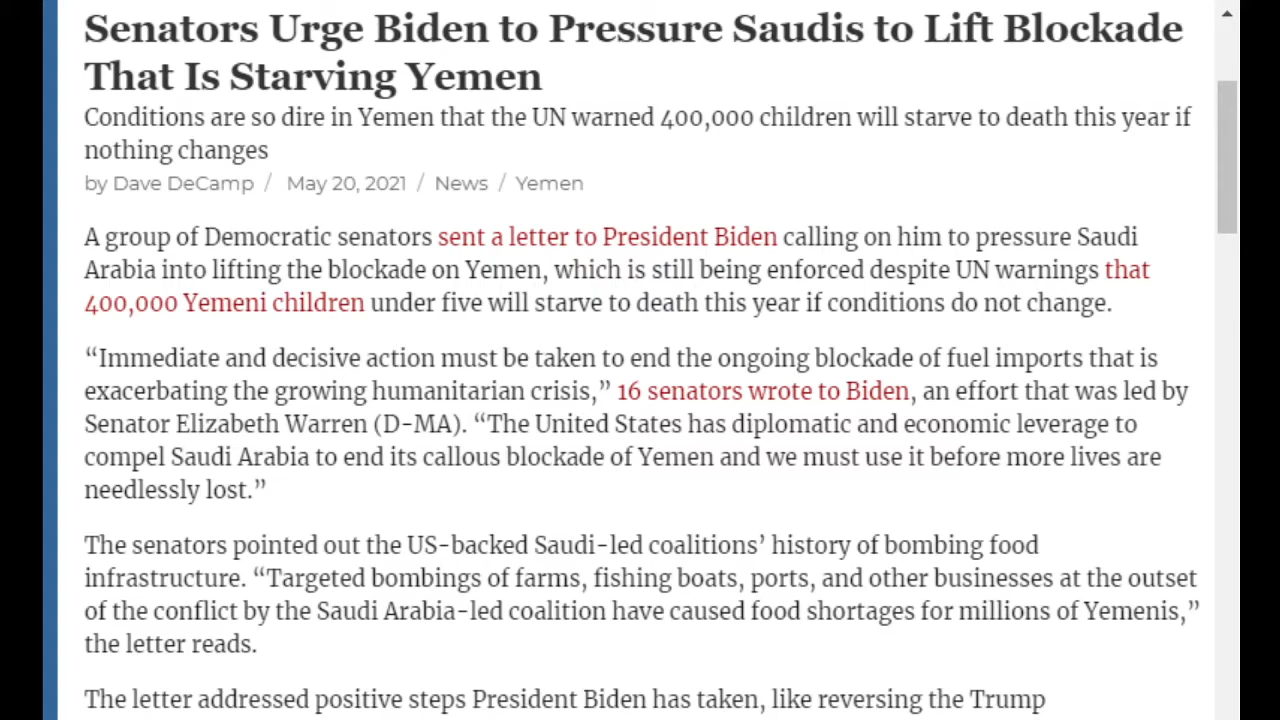 Senators Urge Biden to Pressure Saudis to Lift Blockade
That Is Starving Yemen
Conditions are so dire in Yemen that the UN warned 400,000 children will starve to death this year if
nothing changes
by Dave DeCamp / May 20, 2021 / News / Yemen
A group of Democratic senators sent a letter to President Biden calling on him to pressure Saudi
Arabia into lifting the blockade on Yemen, which is still being enforced despite UN warnings that
400,000 Yemeni children under five will starve to death this year if conditions do not change.
“Immediate and decisive action must be taken to end the ongoing blockade of fuel imports that is
exacerbating the growing humanitarian crisis,” 16 senators wrote to Biden, an effort that was led by
Senator Elizabeth Warren (D-MA). “The United States has diplomatic and economic leverage to
compel Saudi Arabia to end its callous blockade of Yemen and we must use it before more lives are
needlessly lost.”
The senators pointed out the US-backed Saudi-led coalitions’ history of bombing food
infrastructure. “Targeted bombings of farms, fishing boats, ports, and other businesses at the outset
of the conflict by the Saudi Arabia-led coalition have caused food shortages for millions of Yemenis,”
the letter reads.
The letter addressed positive steps President Biden has taken, like reversing the Trump